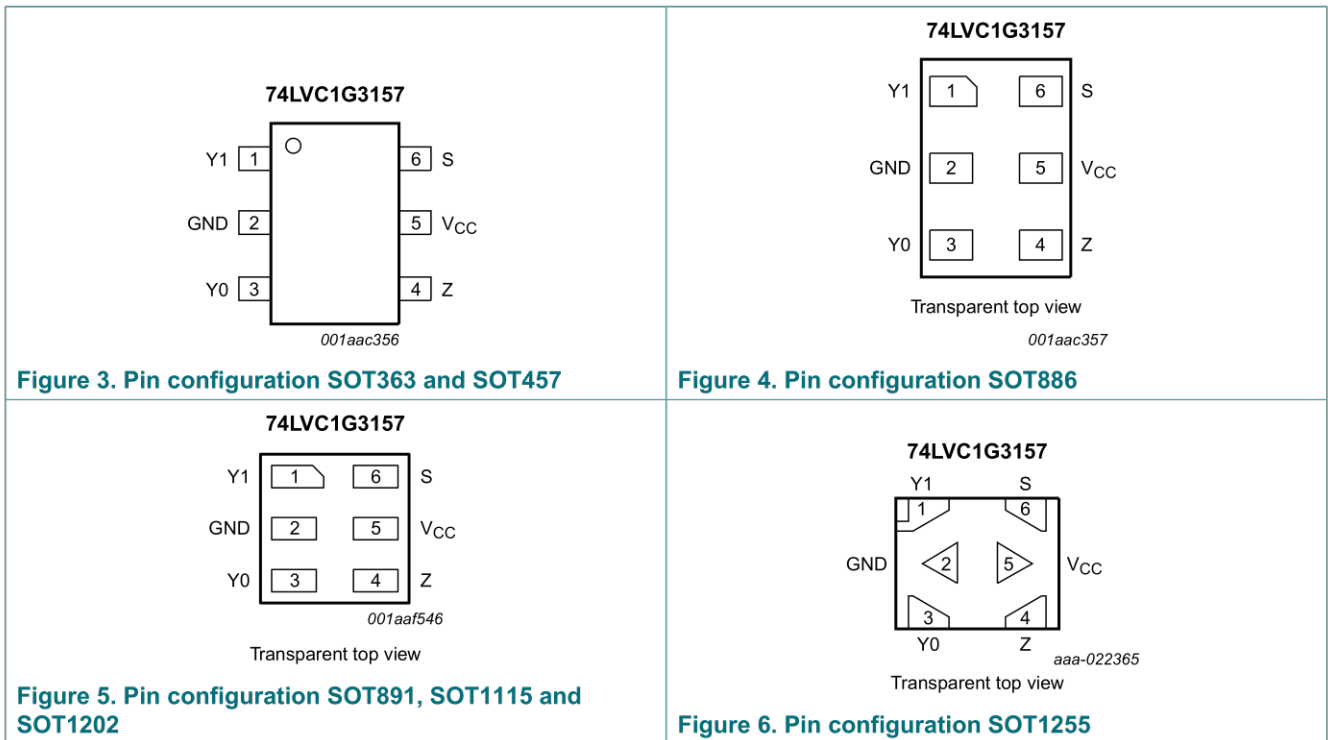 74LVC1G3157
Y1 1 6 S
GND 2 5 VCC
Y0 3 4 Z
001aac356
Figure 3. Pin configuration SOT363 and SOT457
74LVC1G3157
Y1 1 6 S
GND 2 5 VCC
Y0 3 4 Z
Transparent top view
001aac357
Figure 4. Pin configuration SOT886
74LVC1G3157
Y1 1 6 S
GND 2 5 VCC
Y0 3 4 Z
001aaf546
Transparent top view
Figure 5. Pin configuration SOT891, SOT1115 and
SOT1202
74LVC1G3157
Y1 S
1 6
GND 2 5 VCC
3 4
Y0 Z
aaa-022365
Transparent top view
Figure 6. Pin configuration SOT1255